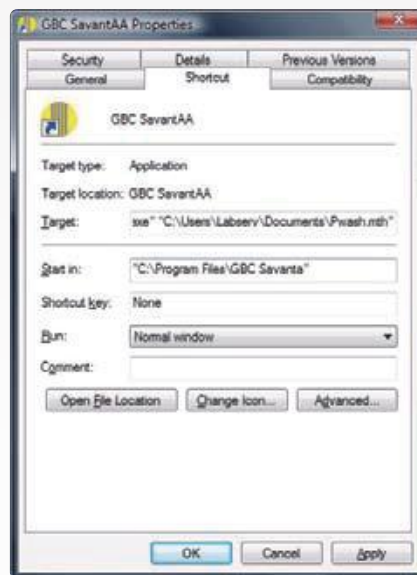 GBC SavantAA Properties
Security Details Previous Versions
General Shortcut Compatibility
GBC SavantAA
Target type: Application
Target location: GBC SavantAA
Target: sxe" "C:\Users\Labserv\Documents\Pwash.mth"
Start in: "C:\Program Files\GBC Savanta"
Shortcut key: None
Run: Normal window
Comment:
Open File Location Change Icon... Advanced...
OK Cancel Apply